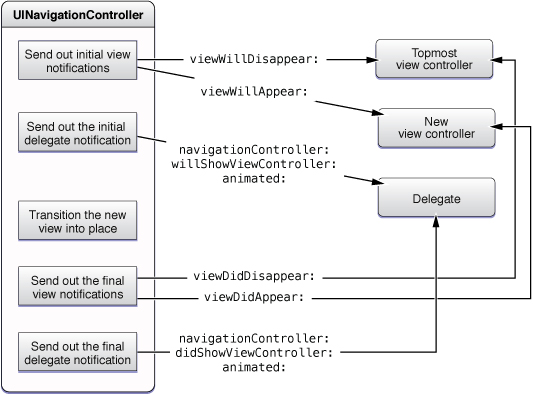 UINavigationController
Send out initial view
notifications
viewWillDisappear:
Topmost
view controller
viewWillAppear:
New
view controller
Send out the initial
delegate notification
navigationController:
willShowViewController:
animated:
Delegate
Transition the new
view into place
Send out the final
view notifications
viewDidDisappear:
viewDidAppear:
Send out the final
delegate notification
navigationController:
didShowViewController:
animated: